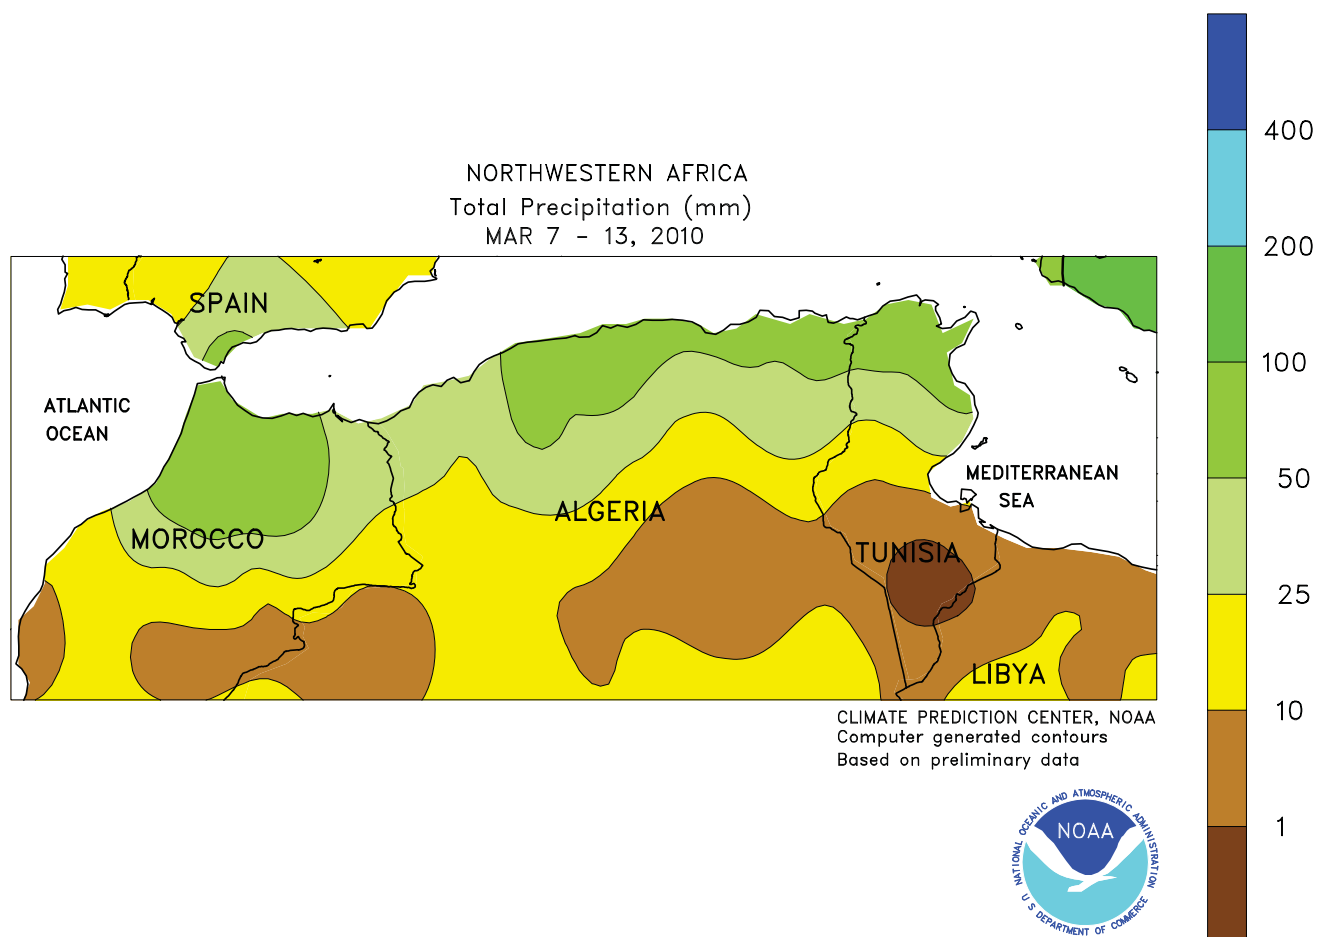 NORTHWESTERN AFRICA
Total Precipitation (mm)
MAR 7 - 13, 2010
SPAIN
ATLANTIC
OCEAN
MEDITERRANEAN
SEA
MOROCCO
ALGERIA
TUNISIA
LIBYA
400
200
100
50
25
10
1
CLIMATE PREDICTION CENTER, NOAA
Computer generated contours
Based on preliminary data
NATIONAL OCEANIC AND ATMOSPHERIC ADMINISTRATION
NOAA
U S DEPARTMENT OF COMMERCE